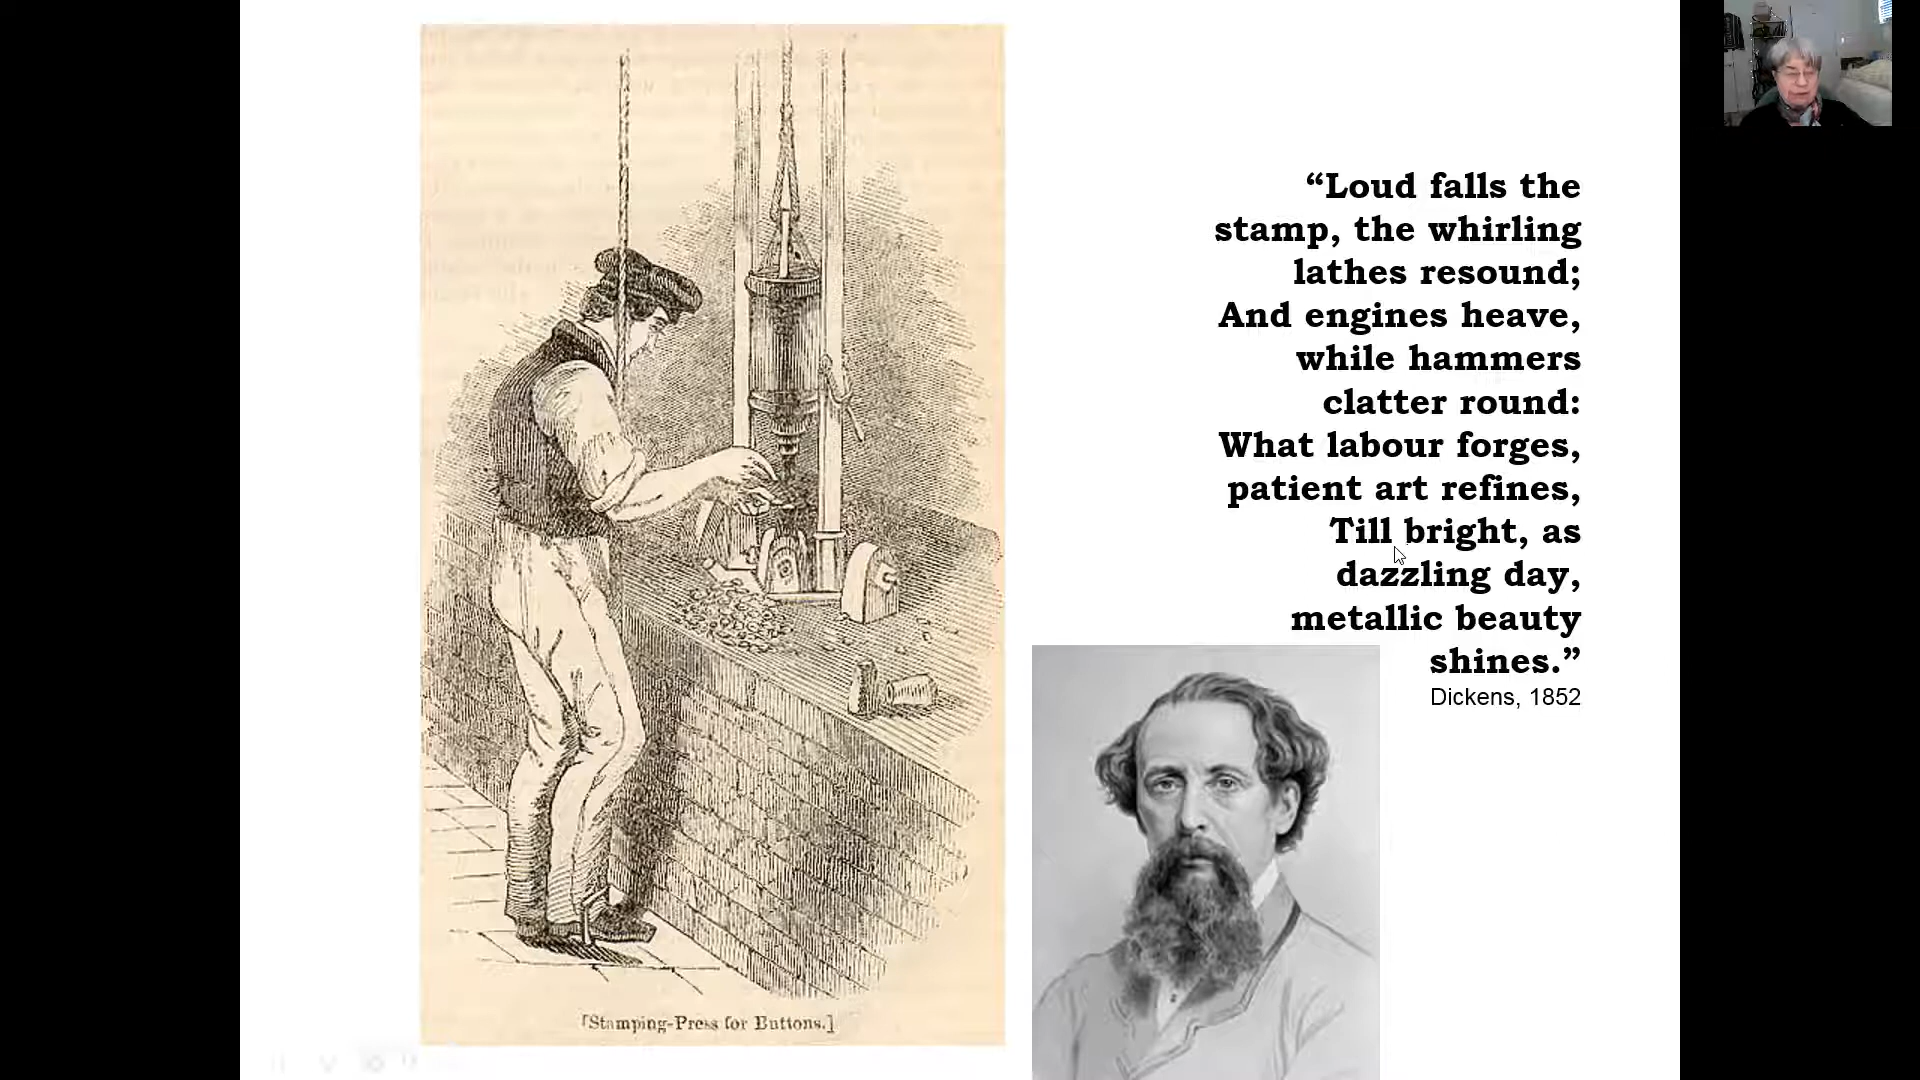 “Loud falls the
stamp, the whirling
lathes resound;
And engines heave,
while hammers
clatter round:
What labour forges,
patient art refines,
Till bright, as
dazzling day,
metallic beauty
shines.”
Dickens, 1852
[Stamping-Press for Buttons.]